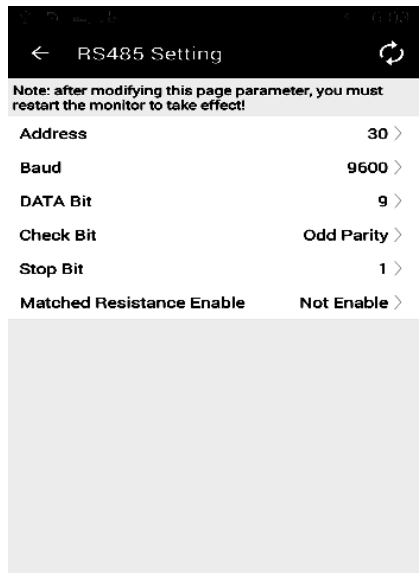 RS485 Setting
Note: after modifying this page parameter, you must
restart the monitor to take effect!
Address 30
Baud 9600
DATA Bit 9
Check Bit Odd Parity
Stop Bit 1
Matched Resistance Enable Not Enable